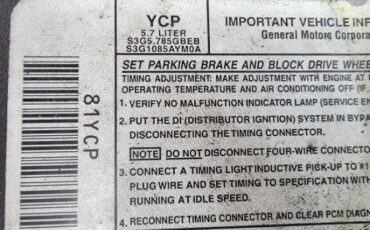 YCP
5.7 LITER
S3G5.785GBEB
S3G1085AYM0A
IMPORTANT VEHICLE INF
General Motors Corpora
SET PARKING BRAKE AND BLOCK DRIVE WHEE
TIMING ADJUSTMENT: MAKE ADJUSTMENTS WITH ENGINE AT
OPERATING TEMPERATURE AND AIR CONDITIONING OFF (IF
1. VERIFY NO MALFUNCTION INDICATOR LAMP (SERVICE EN
2. PUT THE DI (DISTRIBUTOR IGNITION) SYSTEM IN BYPA
DISCONNECTING THE TIMING CONNECTOR.
NOTE DO NOT DISCONNECT FOUR-WIRE CONNECTOR
3. CONNECT A TIMING LIGHT INDUCTIVE PICK-UP TO #1
PLUG WIRE AND SET TIMING TO SPECIFICATION WITH
RUNNING AT IDLE SPEED.
4. RECONNECT TIMING CONNECTOR AND CLEAR PCM DIAGN
81YCP